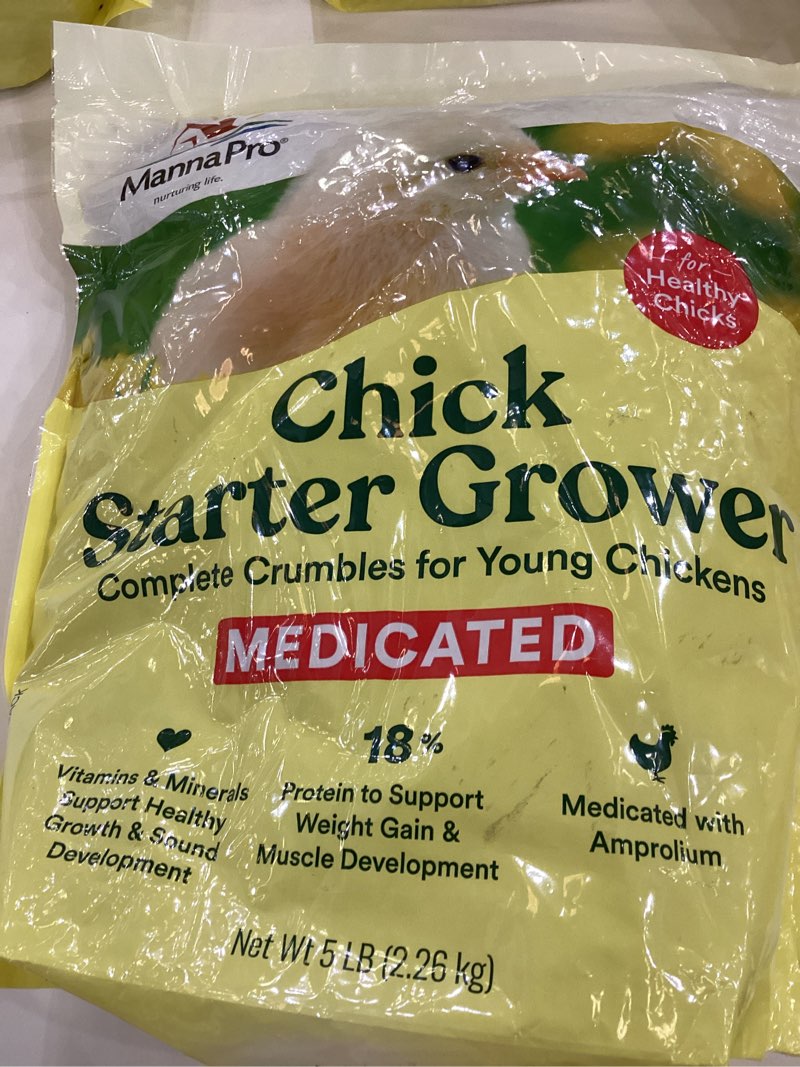 MannaPro®
nurturing life.
for
Healthy
Chicks
Chick
Starter Grower
Complete Crumbles for Young Chickens
MEDICATED
Vitamins & Minerals
Support Healthy
Growth & Sound
Development
18%
Protein to Support
Weight Gain &
Muscle Development
Medicated with
Amprolium
Net Wt 5 LB (2.26 kg)